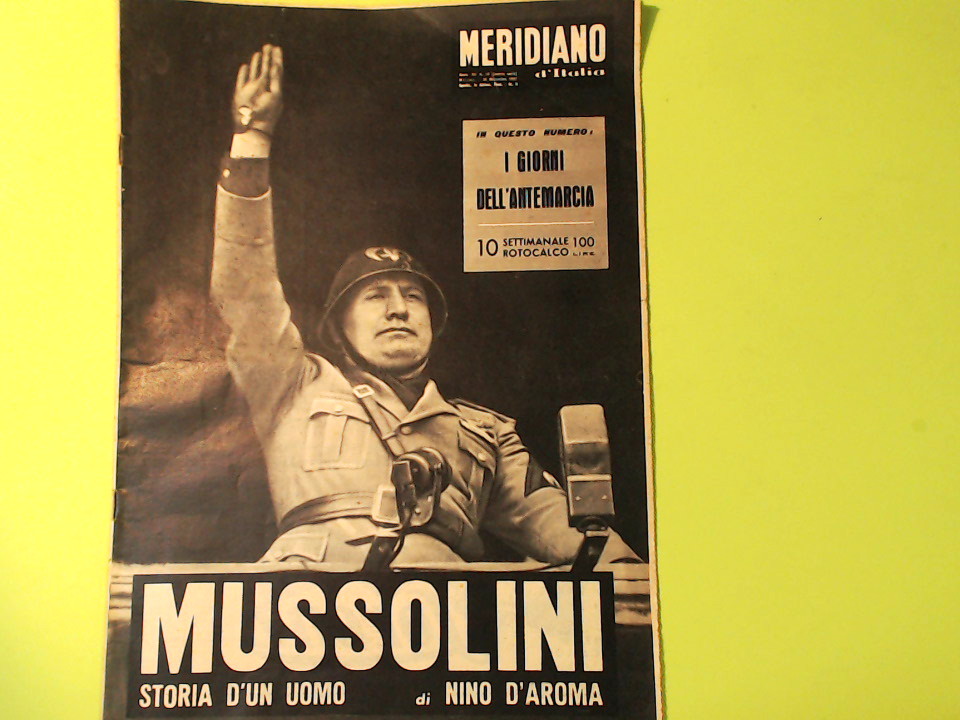 MERIDIANO
d'Italia
IN QUESTO NUMERO:
I GIORNI
DELL'ANTEMARCIA
10 SETTIMANALE 100
ROTOCALCO LIRE
MUSSOLINI
STORIA D'UN UOMO di NINO D'AROMA